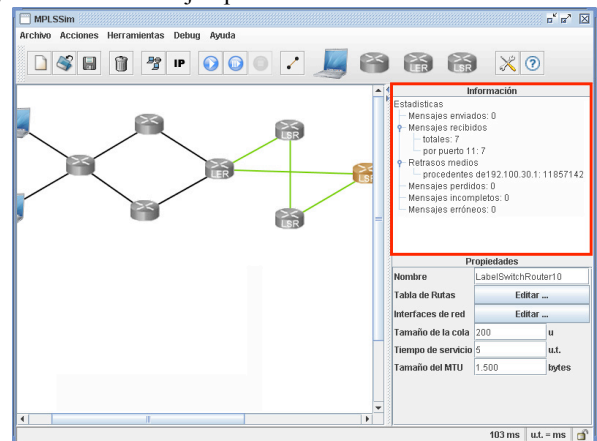 MPLSSim
Archivo Acciones Herramientas Debug Ayuda
IP
LER
LSR
Información
Estadisticas
Mensajes enviados: 0
Mensajes recibidos
totales: 7
por puerto 11: 7
Retrasos medios
procedentes de192.100.30.1: 11857142
Mensajes perdidos: 0
Mensajes incompletos: 0
Mensajes erróneos: 0
LSR
LER
LSR
LSR
Propiedades
Nombre LabelSwitchRouter10
Tabla de Rutas Editar ...
Interfaces de red Editar ...
Tamaño de la cola 200 u
Tiempo de servicio 5 u.t.
Tamaño del MTU 1.500 bytes
103 ms u.t. = ms